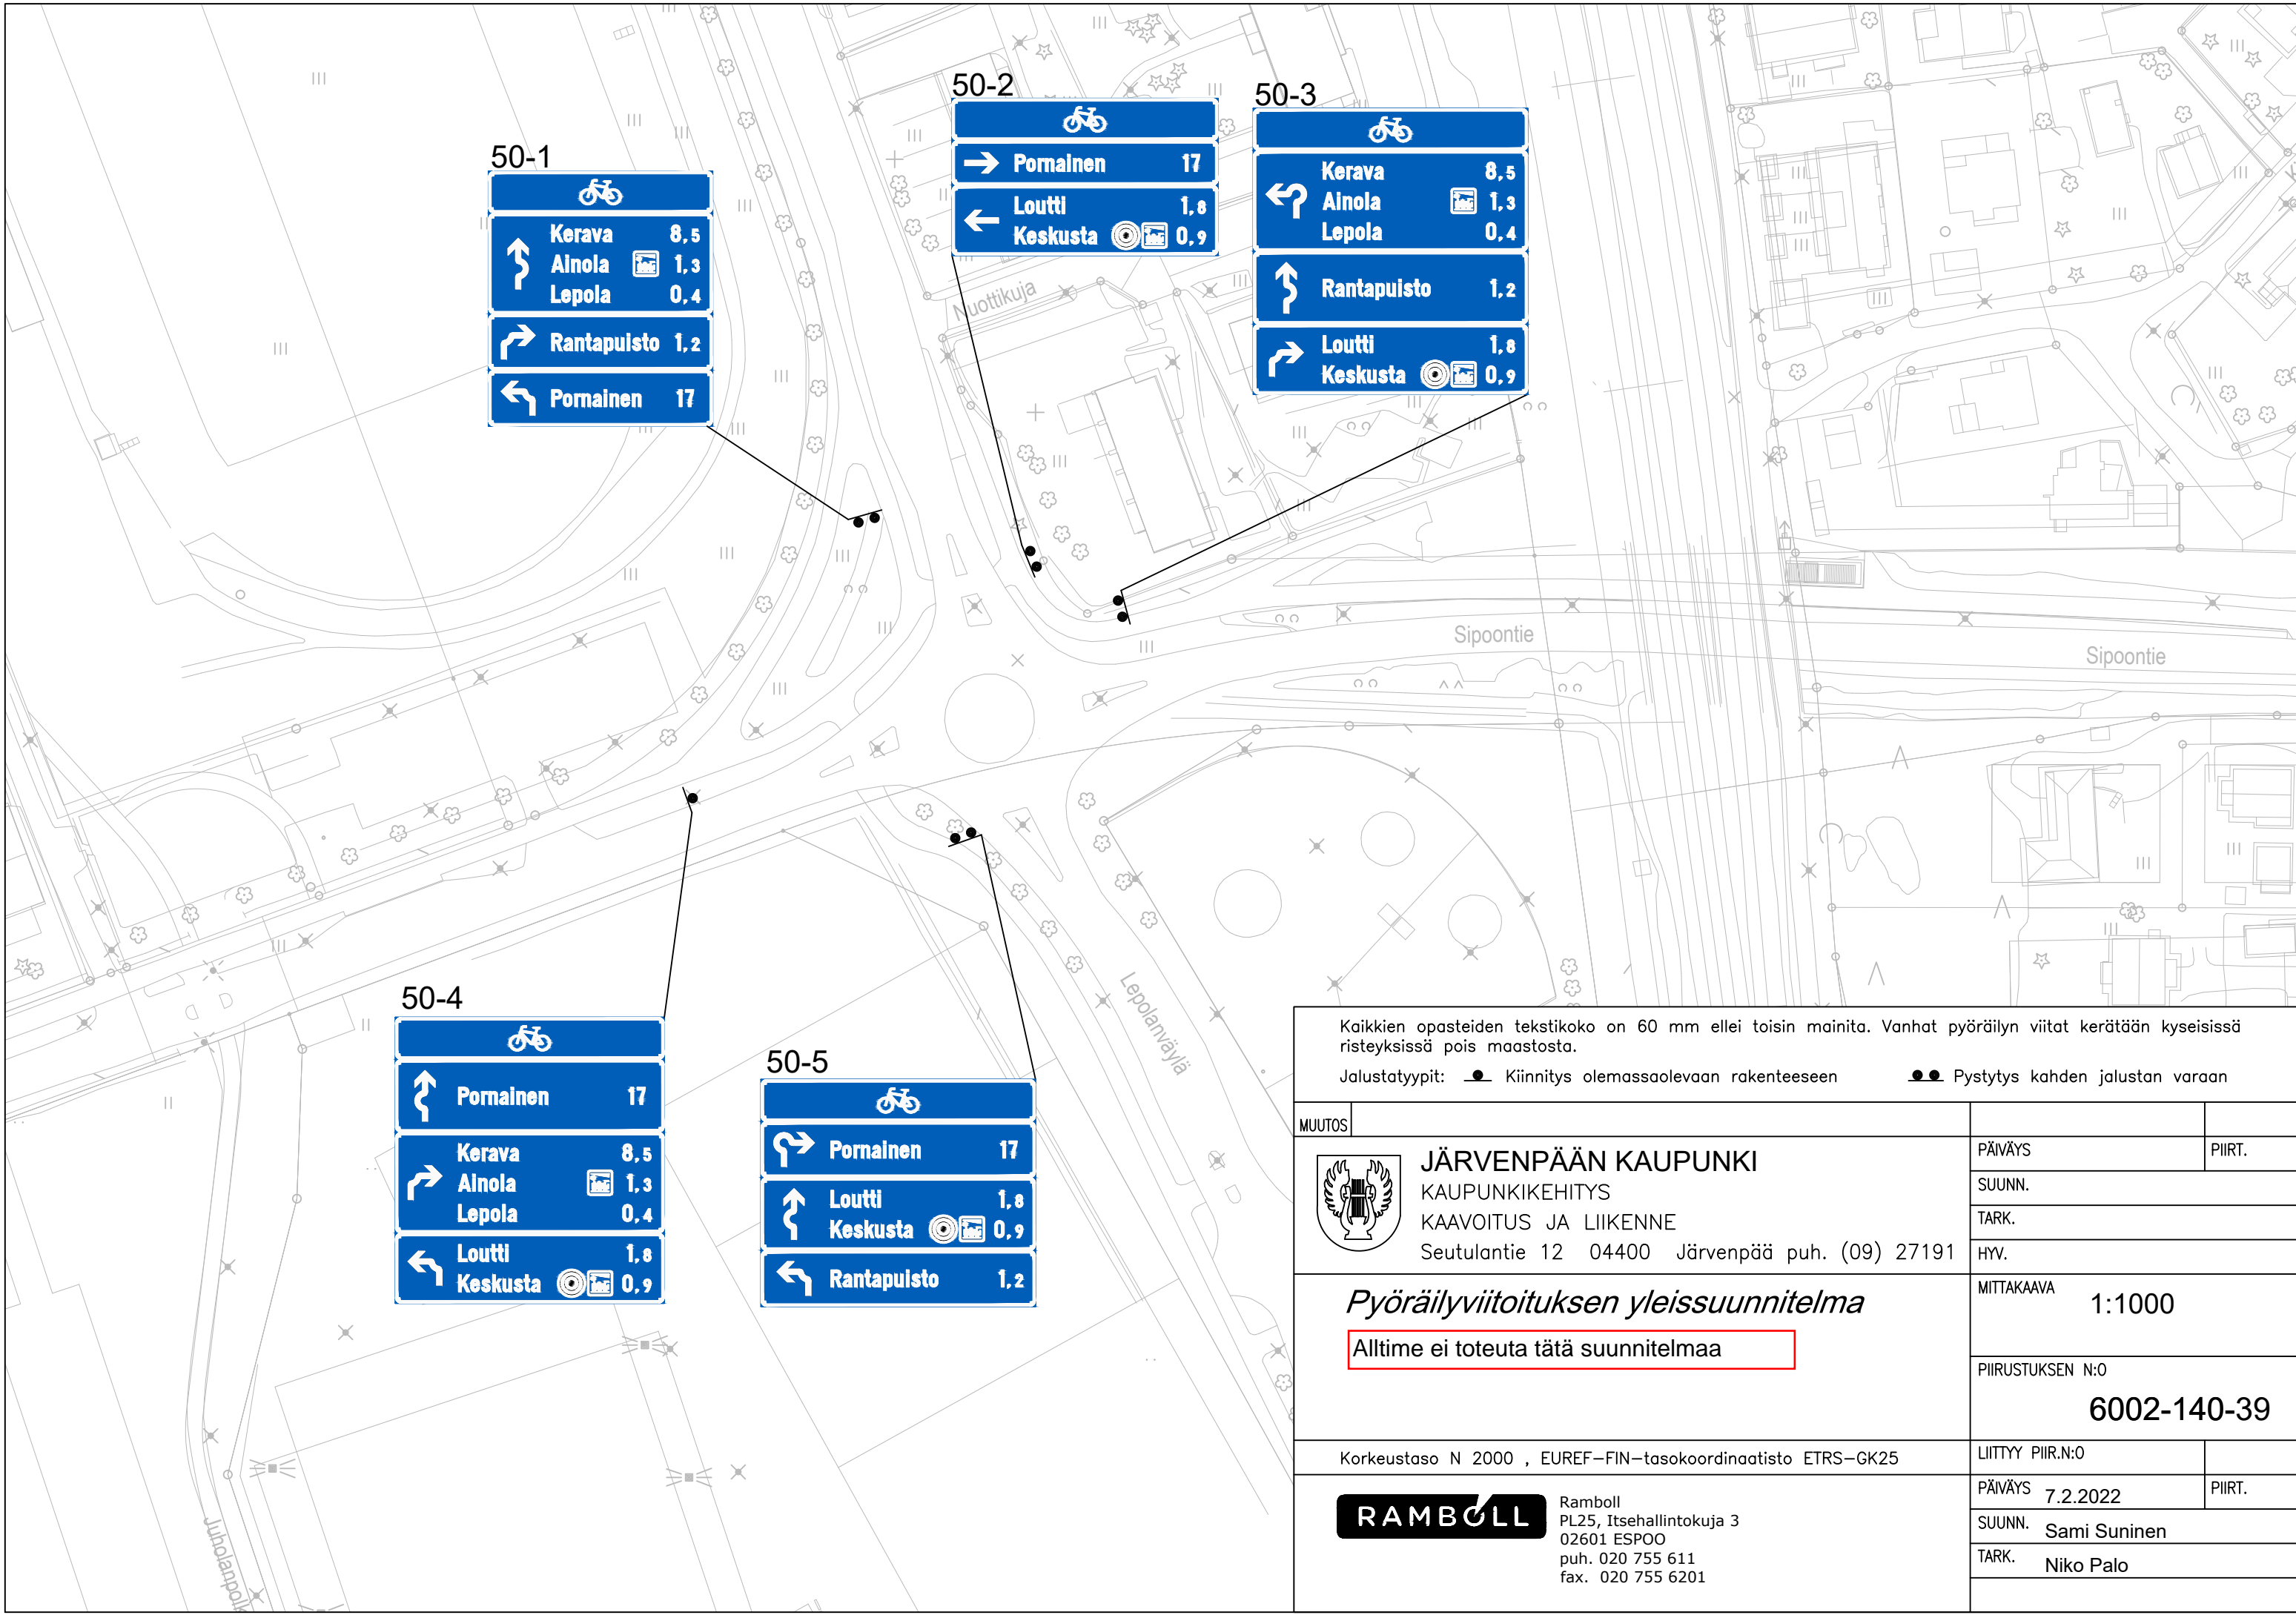 50-1
Kerava 8,5
Ainola 1,3
Lepola 0,4
Rantapuisto 1,2
Pornainen 17
50-2
Pornainen 17
Loutti 1,8
Keskusta 0,9
50-3
Kerava 8,5
Ainola 1,3
Lepola 0,4
Rantapuisto 1,2
Loutti 1,8
Keskusta 0,9
Nuottikuja
Sipoontie
Sipoontie
Lepolanväylä
50-4
Pornainen 17
Kerava 8,5
Ainola 1,3
Lepola 0,4
Loutti 1,8
Keskusta 0,9
50-5
Pornainen 17
Loutti 1,8
Keskusta 0,9
Rantapuisto 1,2
Juholanpolk
Kaikkien opasteiden tekstikoko on 60 mm ellei toisin mainita. Vanhat pyöräilyn viitat kerätään kyseisissä
risteyksissä pois maastosta.
Jalustatyypit: Kiinnitys olemassaolevaan rakenteeseen Pystytys kahden jalustan varaan
MUUTOS
JÄRVENPÄÄN KAUPUNKI
KAUPUNKIKEHITYS
KAAVOITUS JA LIIKENNE
Seutulantie 12 04400 Järvenpää puh. (09) 27191
PÄIVÄYS PIIRT.
SUUNN.
TARK.
HYV.
Pyöräilyviitoituksen yleissuunnitelma
Alltime ei toteuta tätä suunnitelmaa
MITTAKAAVA 1:1000
PIIRUSTUKSEN N:O
6002-140-39
Korkeustaso N 2000 , EUREF-FIN-tasokoordinaatisto ETRS-GK25
LIITTYY PIIR.N:O
RAMBOLL
Ramboll
PL25, Itsehallintokuja 3
02601 ESPOO
puh. 020 755 611
fax. 020 755 6201
PÄIVÄYS 7.2.2022 PIIRT.
SUUNN. Sami Suninen
TARK. Niko Palo